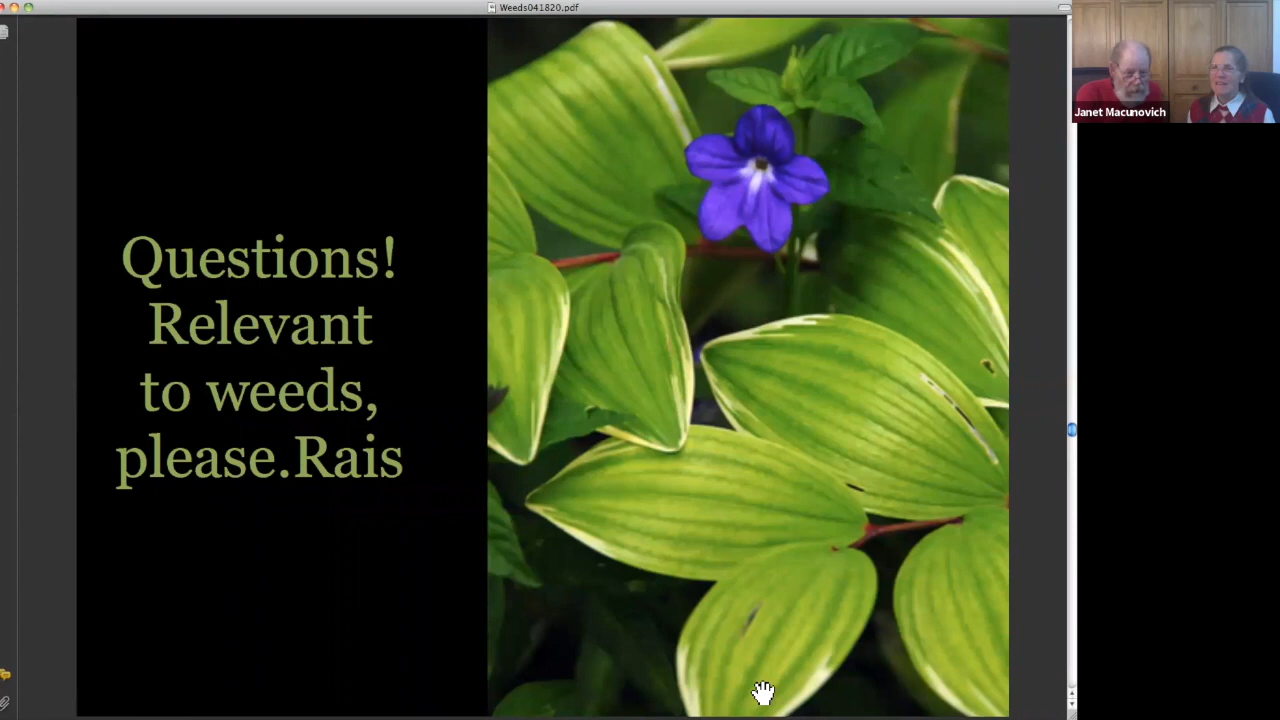 Weeds041820.pdf
Janet Macunovich
Questions!
Relevant
to weeds,
please.Rais